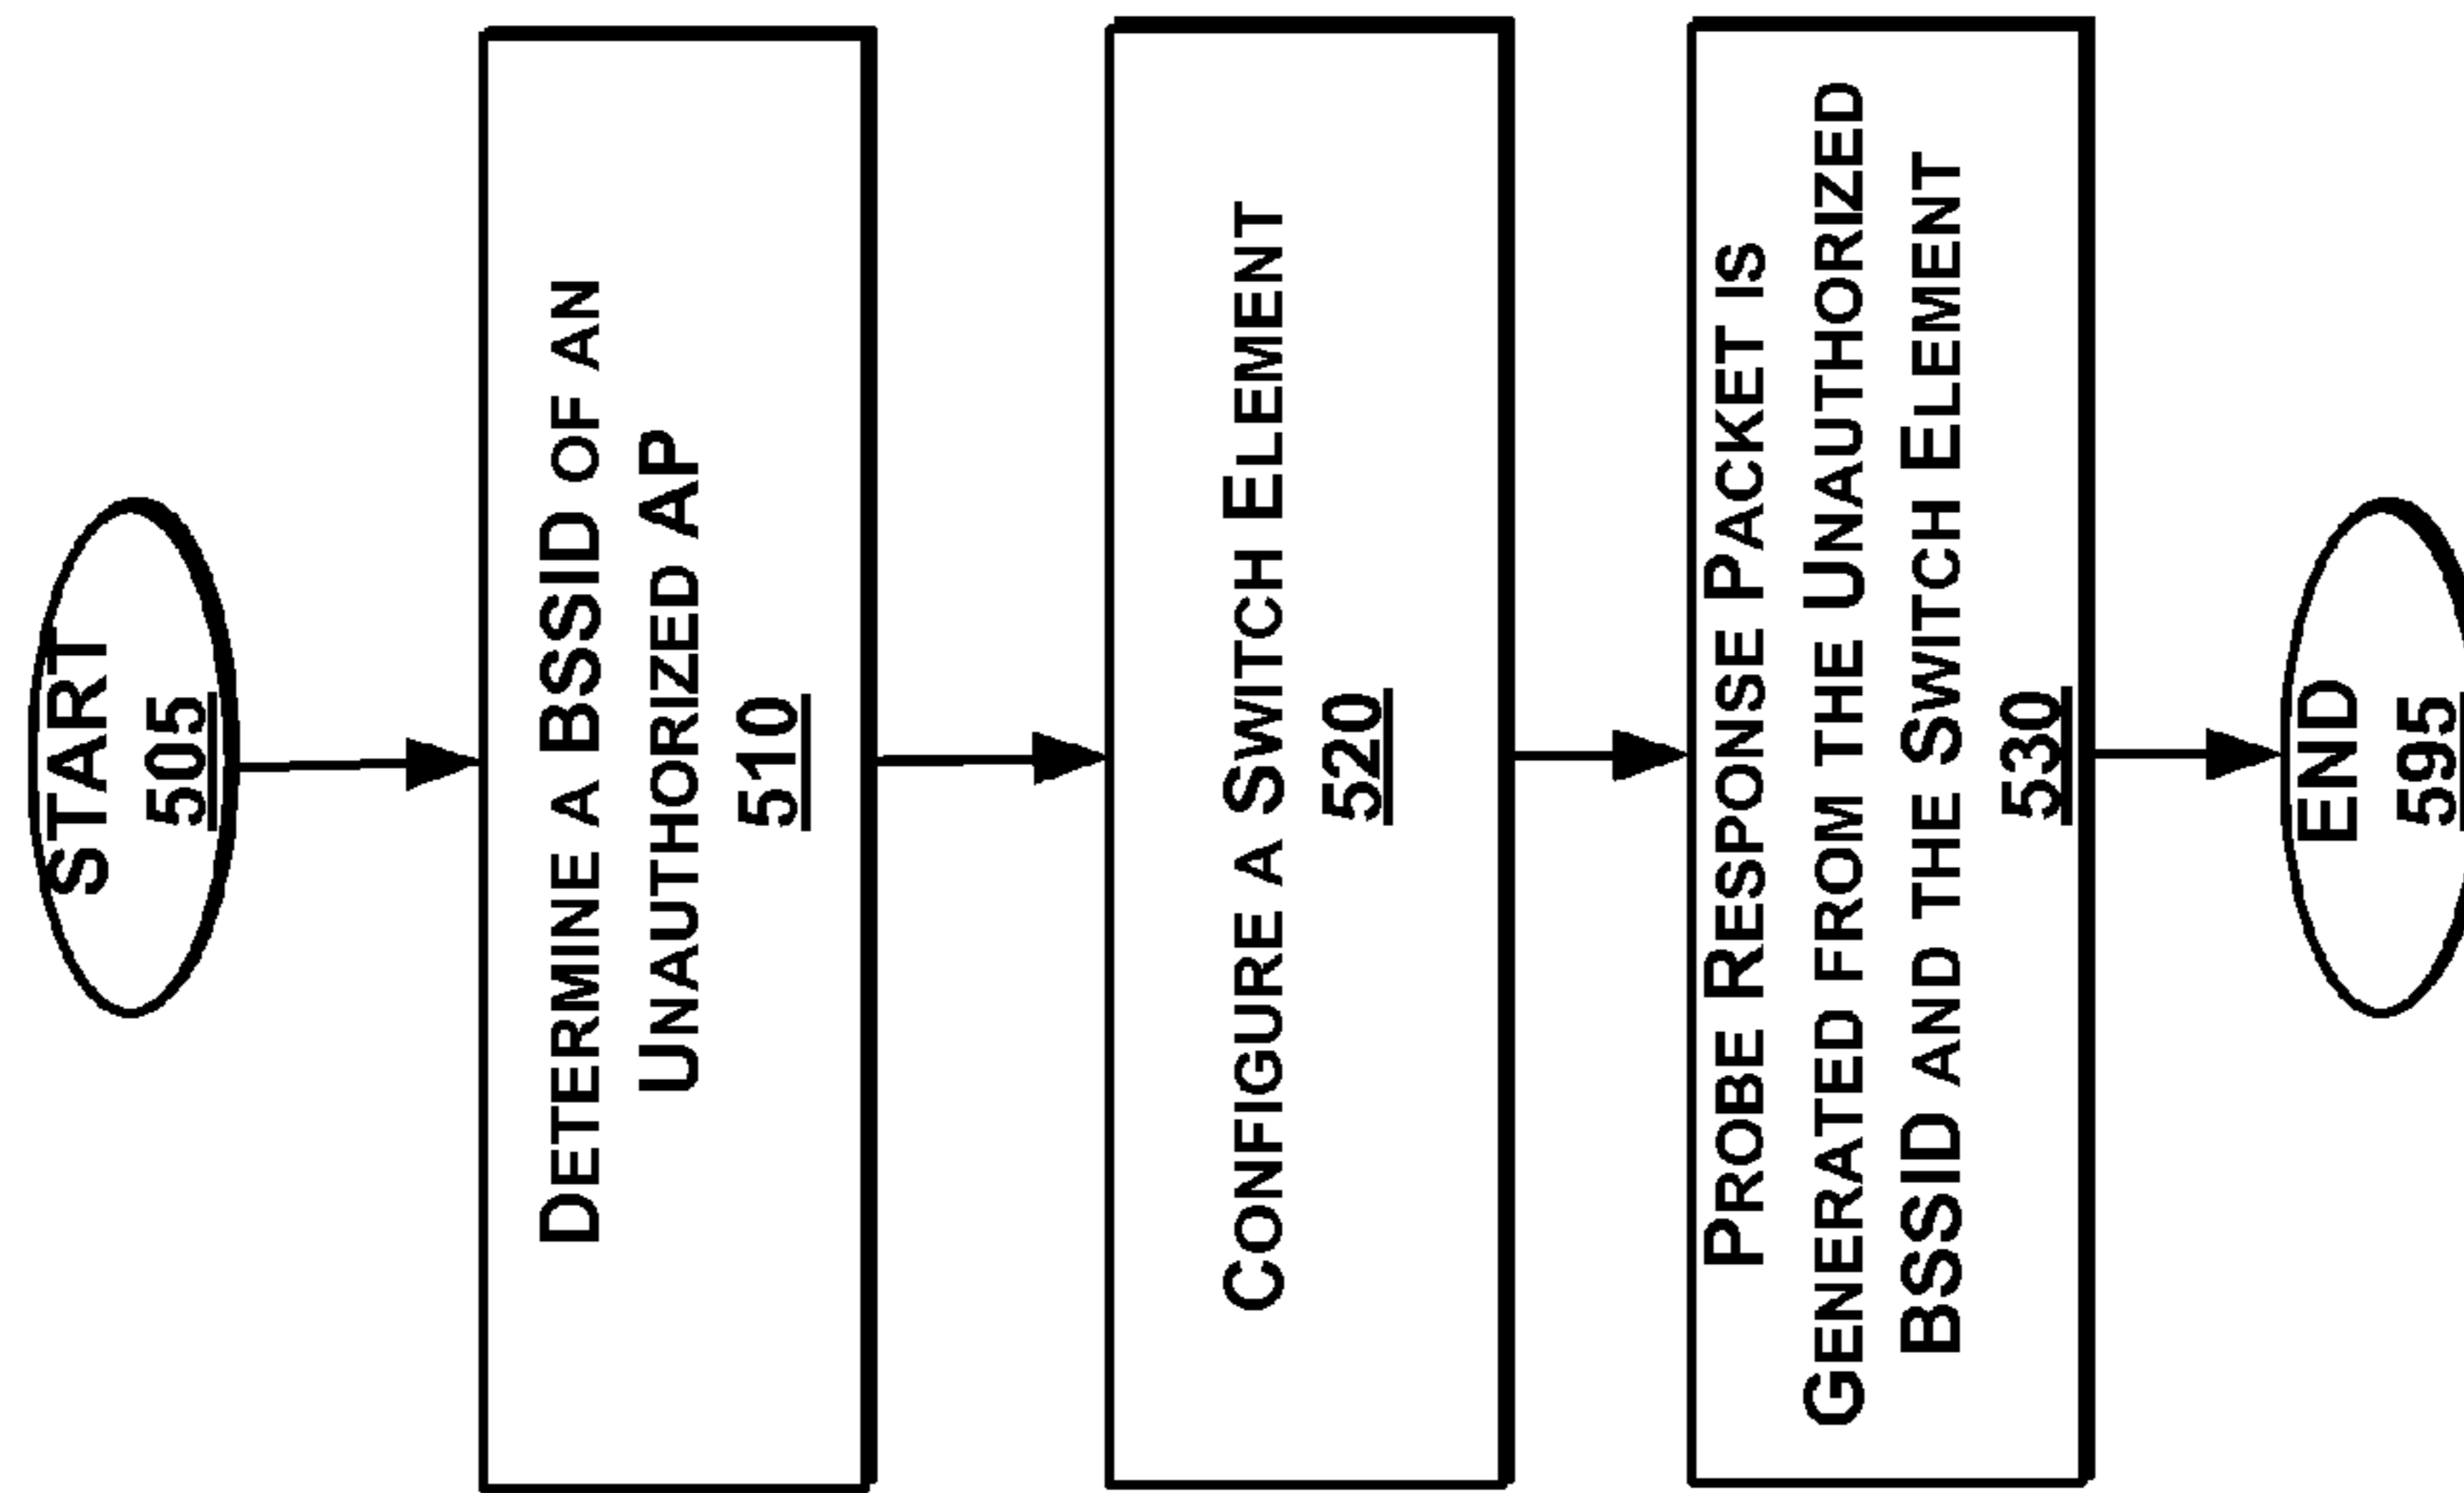 START
505
DETERMINE A BSSID OF AN
UNAUTHORIZED AP
510
CONFIGURE A SWITCH ELEMENT
520
PROBE RESPONSE PACKET IS
GENERATED FROM THE UNAUTHORIZED
BSSID AND THE SWITCH ELEMENT
530
END
595